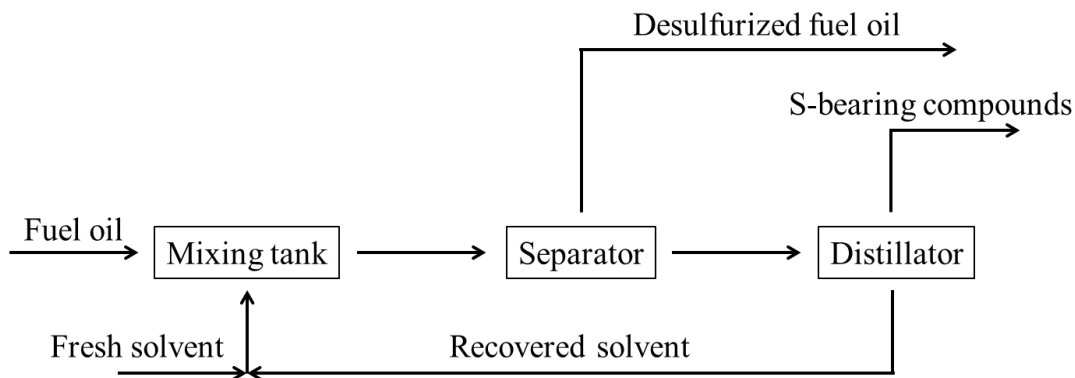 Desulfurized fuel oil
S-bearing compounds
Fuel oil
Mixing tank
Separator
Distillator
Fresh solvent
Recovered solvent